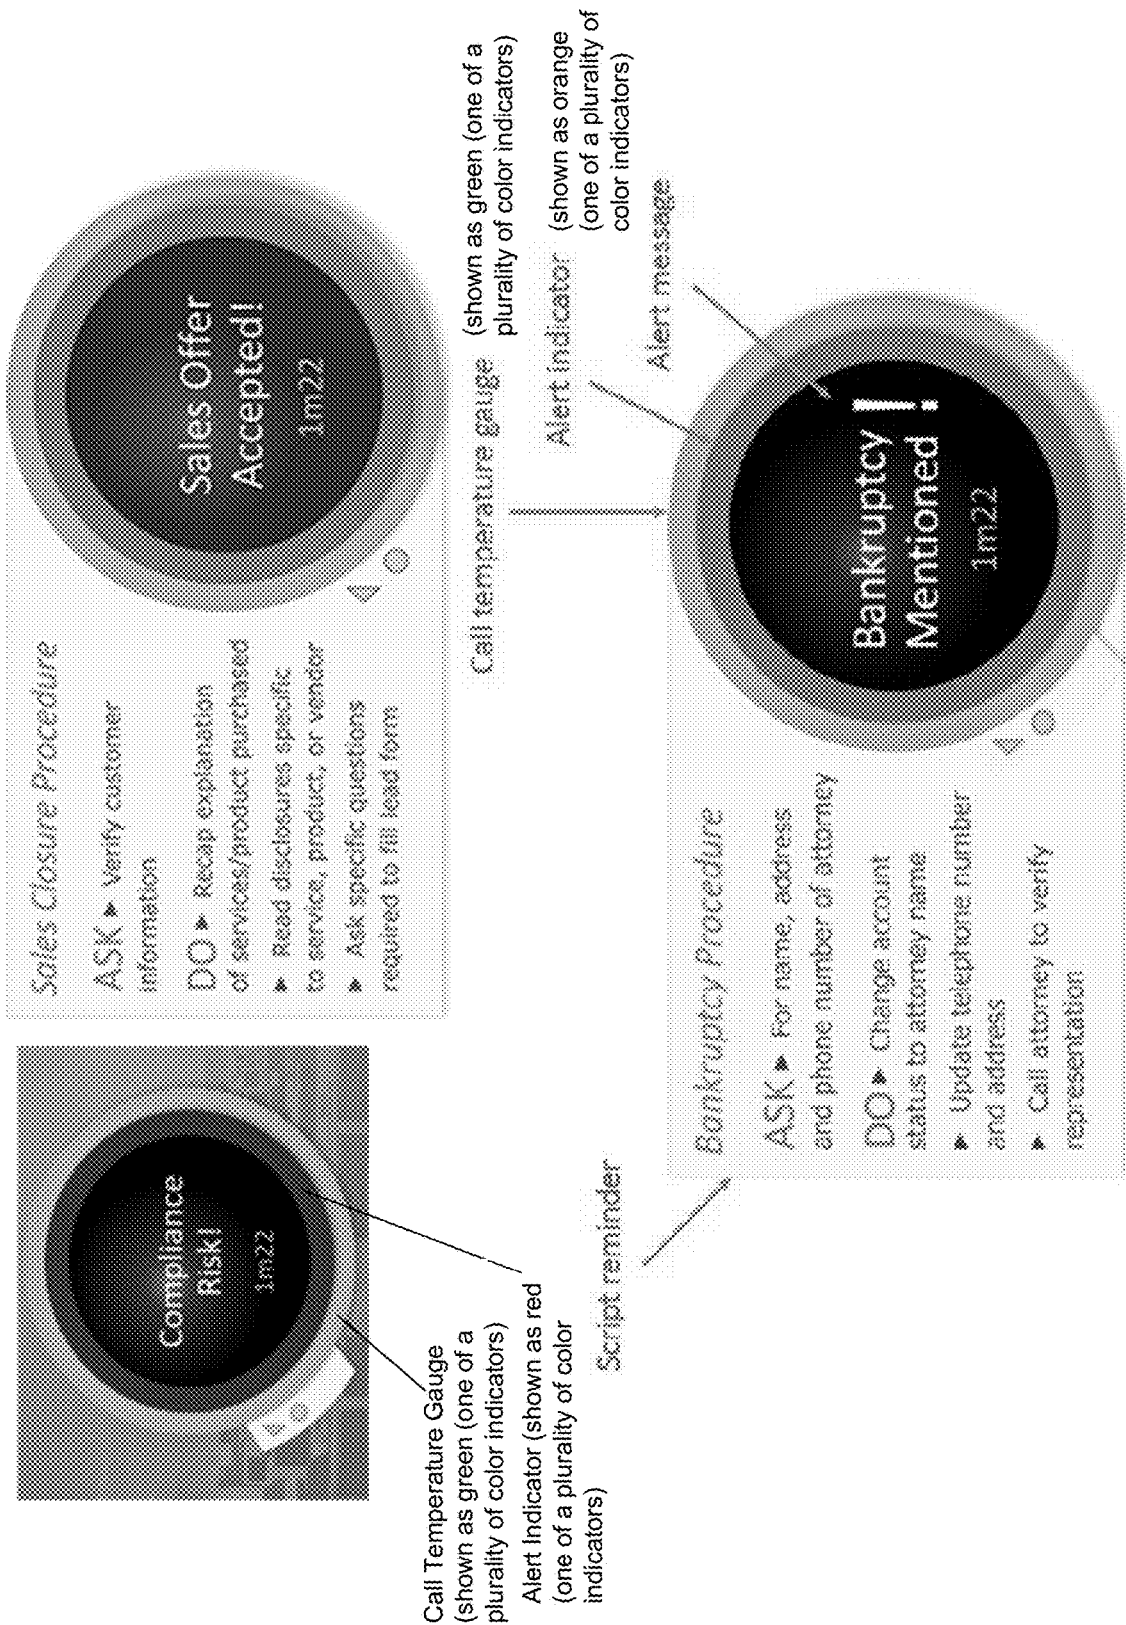 Compliance
Risk!
1m22
Call Temperature Gauge
(shown as green (one of a
plurality of color indicators)
Alert Indicator (shown as red
(one of a plurality of color
indicators)
Sales Closure Procedure
ASK ▶ Verify customer
information
DO ▶ Recap explanation
of services/product purchased
▶ Read disclosures specific
to service, product, or vendor
▶ Ask specific questions
required to fill lead form
Sales Offer
Accepted!
1m22
Call temperature gauge
(shown as green (one of a
plurality of color indicators)
Alert indicator
(shown as orange
(one of a plurality of
color indicators)
Alert message
Script reminder
Bankruptcy Procedure
ASK ▶ For name, address
and phone number of attorney
DO ▶ Change account
status to attorney name
▶ Update telephone number
and address
▶ Call attorney to verify
representation
Bankruptcy
Mentioned !
1m22